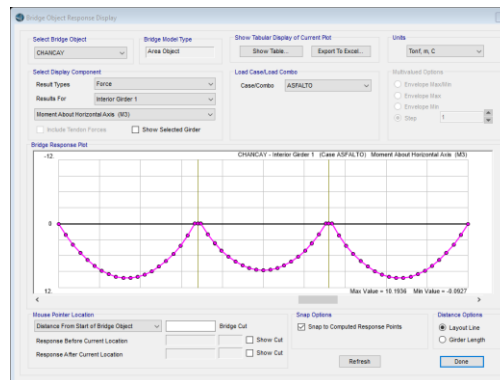 Bridge Object Response Display
Select Bridge Object
CHANCAY
Bridge Model Type
Area Object
Show Tabular Display of Current Plot
Show Table...
Export To Excel...
Units
Tonf, m, C
Select Display Component
Result Types
Force
Results For
Interior Girder 1
Moment About Horizontal Axis (M3)
Include Tendon Forces
Show Selected Girder
Load Case/Load Combo
Case/Combo
ASFALTO
Multivalued Options
Envelope Max/Min
Envelope Max
Envelope Min
Step
1
Bridge Response Plot
CHANCAY - Interior Girder 1 (Case ASFALTO) Moment About Horizontal Axis (M3)
-12.
0
12.
Max Value = 10.1936 Min Value = -0.0927
Mouse Pointer Location
Distance From Start of Bridge Object
Bridge Cut
Response Before Current Location
Show Cut
Response After Current Location
Show Cut
Snap Options
Snap to Computed Response Points
Distance Options
Layout Line
Girder Length
Refresh
Done